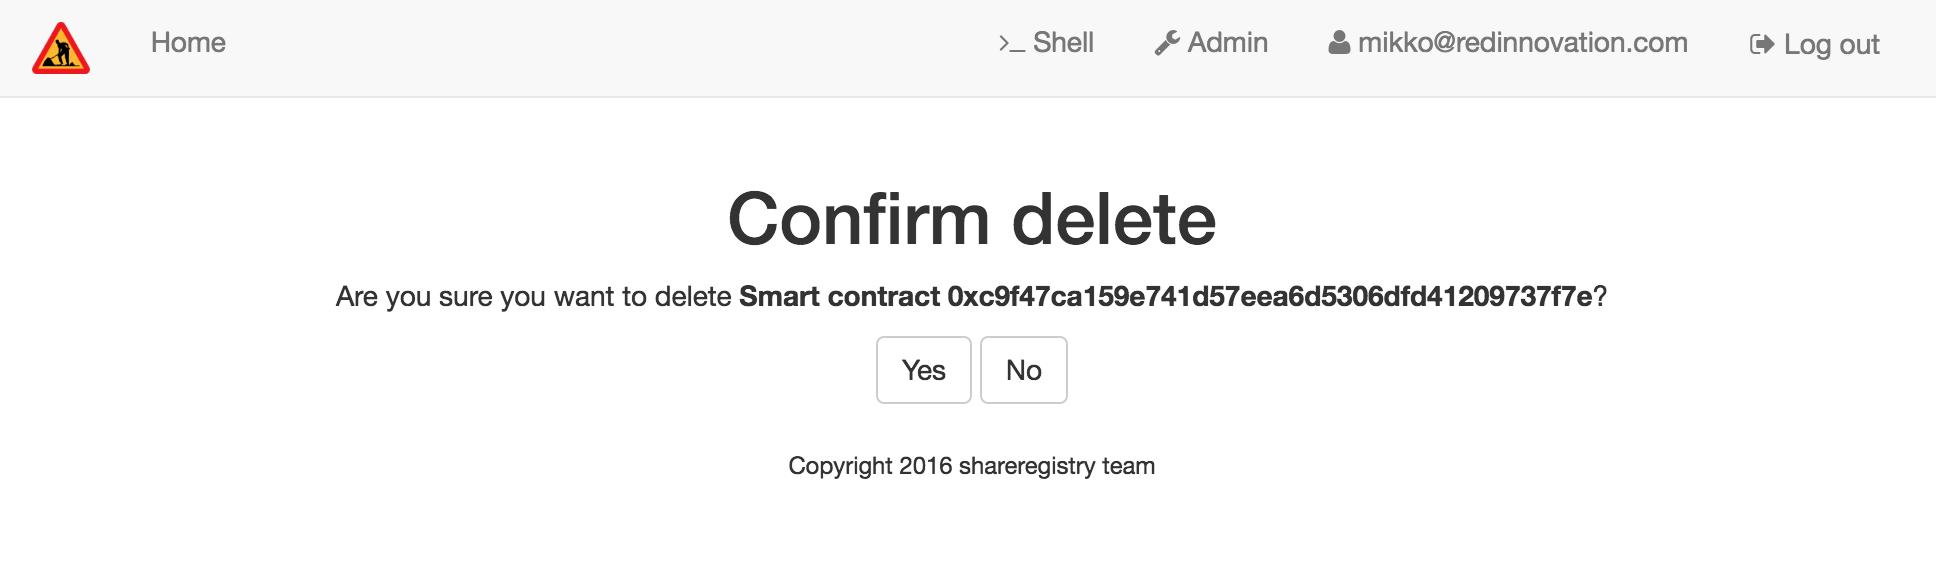 Home >_ Shell Admin mikko@redinnovation.com Log out
Confirm delete
Are you sure you want to delete Smart contract 0xc9f47ca159e741d57eea6d5306dfd41209737f7e?
Yes No
Copyright 2016 shareregistry team